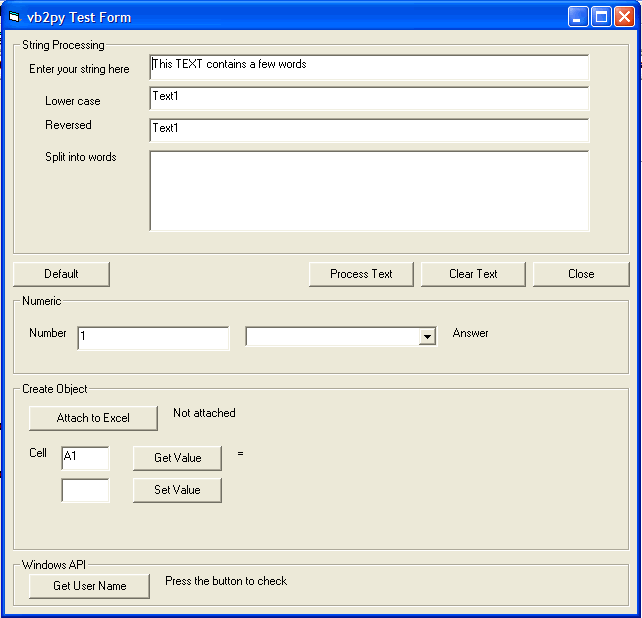 vb2py Test Form
String Processing
Enter your string here This TEXT contains a few words
Lower case Text1
Reversed Text1
Split into words
Default Process Text Clear Text Close
Numeric
Number 1 Answer
Create Object
Attach to Excel Not attached
Cell A1 Get Value =
Set Value
Windows API
Get User Name Press the button to check